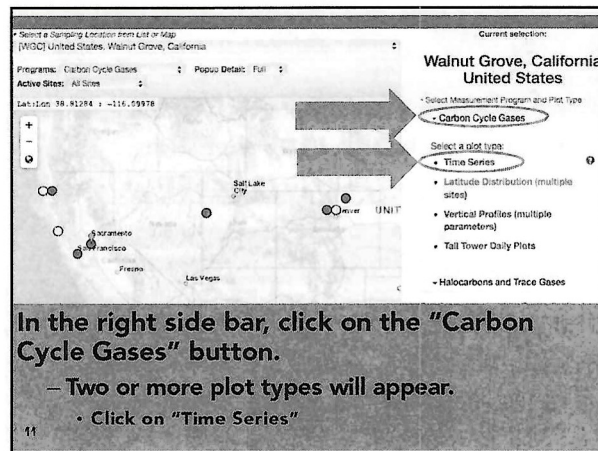 • Select a Sampling Location from List or Map
[WGC] United States, Walnut Grove, California
Programs: Carbon Cycle Gases Popup Detail: Full
Active Sites: All Sites
Lat:Lon 38.91284 : -116.09978
+
−
Salt Lake
City
Denver
UNIT
Sacramento
San Francisco
Fresno
Las Vegas
Current selection:
Walnut Grove, California
United States
• Select Measurement Program and Plot Type
• Carbon Cycle Gases
Select a plot type:
• Time Series
• Latitude Distribution (multiple
sites)
• Vertical Profiles (multiple
parameters)
• Tall Tower Daily Plots
Halocarbons and Trace Gases
In the right side bar, click on the "Carbon
Cycle Gases" button.
– Two or more plot types will appear.
• Click on "Time Series"
11